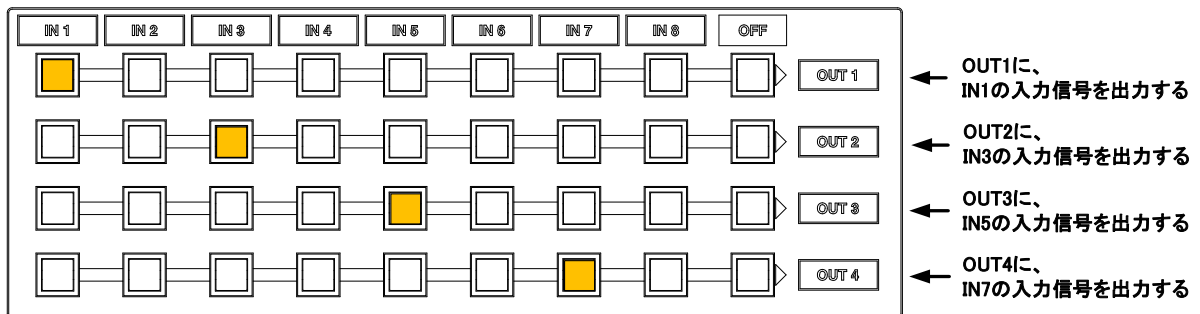 IN 1 IN 2 IN 3 IN 4 IN 5 IN 6 IN 7 IN 8 OFF
OUT 1
OUT1に、
IN1の入力信号を出力する
OUT 2
OUT2に、
IN3の入力信号を出力する
OUT 3
OUT3に、
IN5の入力信号を出力する
OUT 4
OUT4に、
IN7の入力信号を出力する